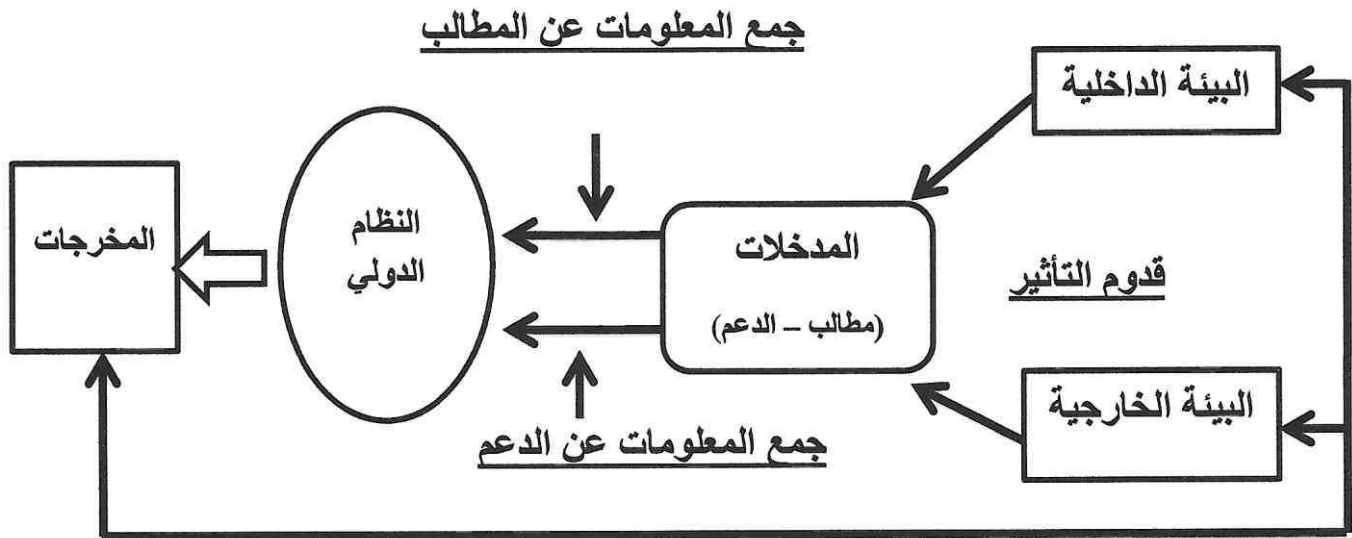 جمع المعلومات عن المطالب
البيئة الداخلية
المدخلات
(مطالب – الدعم)
النظام
الدولي
المخرجات
قدوم التأثير
البيئة الخارجية
جمع المعلومات عن الدعم